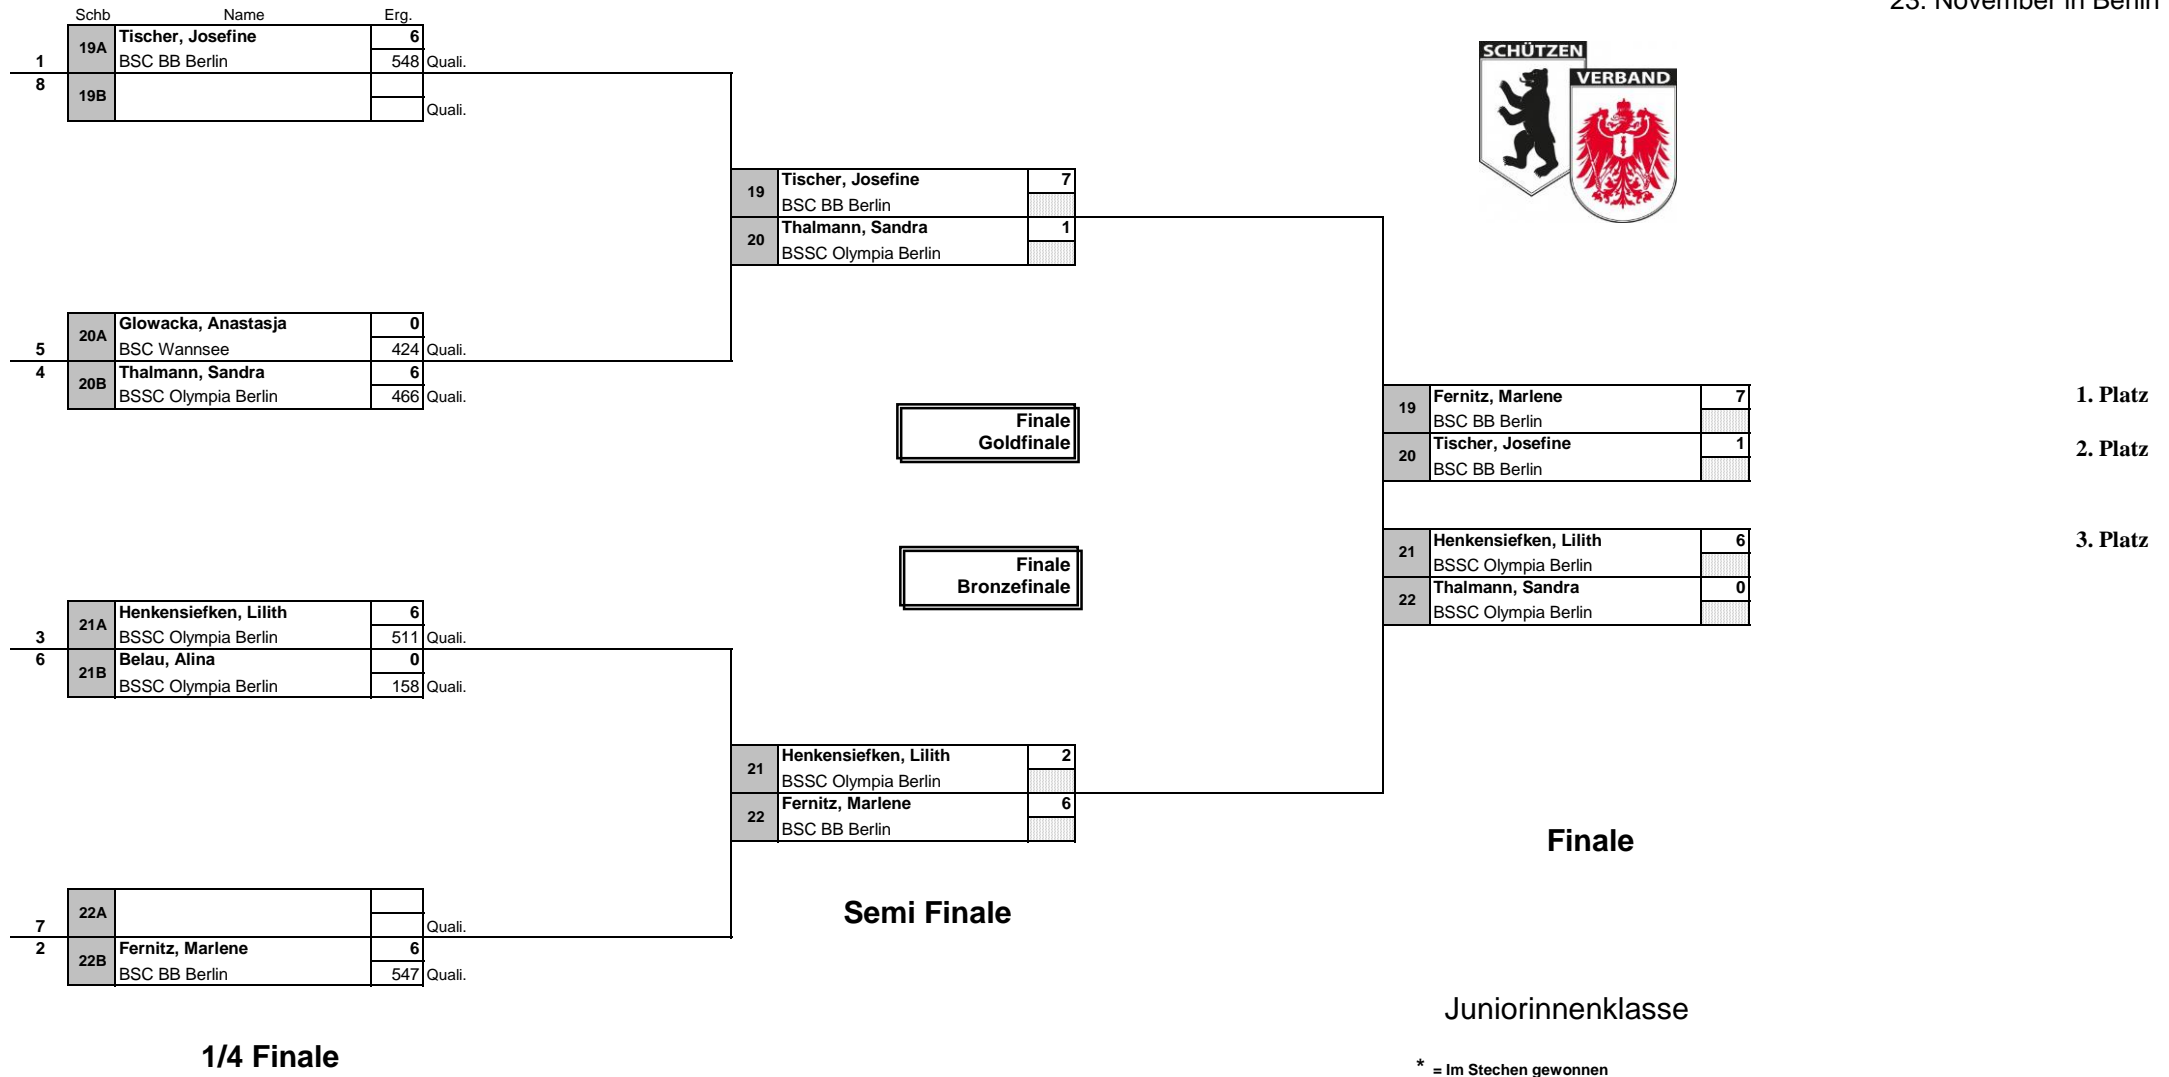 23. November in Berlin
Schb Name Erg.
19A Tischer, Josefine 6
1 BSC BB Berlin 548 Quali.
8 19B
Quali.
SCHÜTZEN
VERBAND
19 Tischer, Josefine 7
BSC BB Berlin
20 Thalmann, Sandra 1
BSSC Olympia Berlin
20A Glowacka, Anastasja 0
5 BSC Wannsee 424 Quali.
4 20B Thalmann, Sandra 6
BSSC Olympia Berlin 466 Quali.
Finale
Goldfinale
19 Fernitz, Marlene 7 1. Platz
BSC BB Berlin
20 Tischer, Josefine 1 2. Platz
BSC BB Berlin
Finale
Bronzefinale
21 Henkensiefken, Lilith 6 3. Platz
BSSC Olympia Berlin
22 Thalmann, Sandra 0
BSSC Olympia Berlin
21A Henkensiefken, Lilith 6
3 BSSC Olympia Berlin 511 Quali.
6 21B Belau, Alina 0
BSSC Olympia Berlin 158 Quali.
21 Henkensiefken, Lilith 2
BSSC Olympia Berlin
22 Fernitz, Marlene 6
BSC BB Berlin
Finale
22A
7 Quali.
2 22B Fernitz, Marlene 6
BSC BB Berlin 547 Quali.
Semi Finale
Juniorinnenklasse
1/4 Finale
* = Im Stechen gewonnen